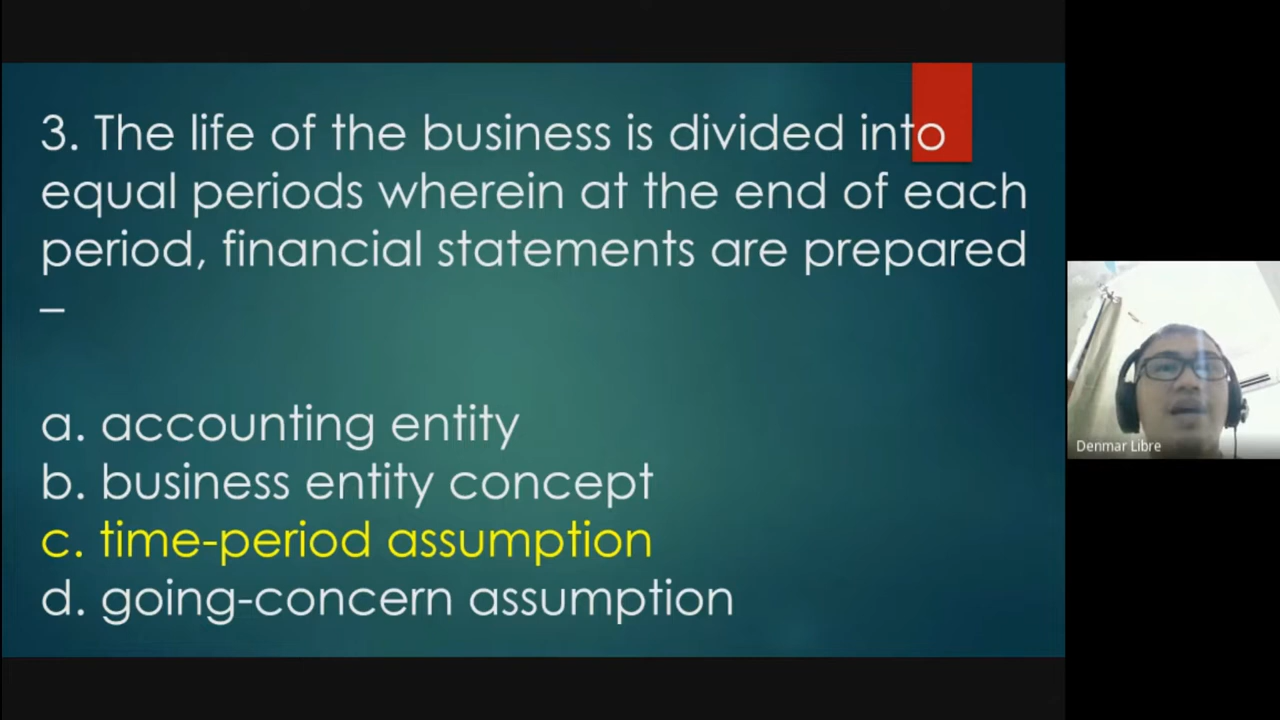 3. The life of the business is divided into
equal periods wherein at the end of each
period, financial statements are prepared
–
a. accounting entity
b. business entity concept
c. time-period assumption
d. going-concern assumption
Denmar Libre